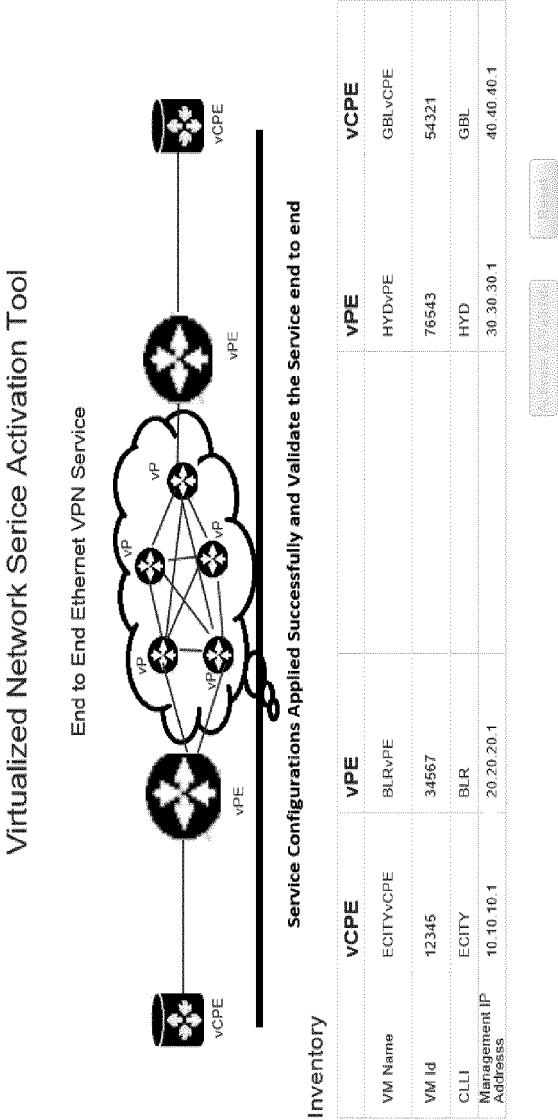 Virtualized Network Serice Activation Tool
End to End Ethernet VPN Service
vCPE
vPE
vP
vP
vP
vP
vP
vPE
vCPE
Service Configurations Applied Successfully and Validate the Service end to end
Inventory
vCPE vPE vPE vCPE
VM Name ECITYvCPE BLRvPE HYDvPE GBLvCPE
VM Id 12345 34567 76543 54321
CLLI ECITY BLR HYD GBL
Management IP
Addresss 10.10.10.1 20.20.20.1 30.30.30.1 40.40.40.1